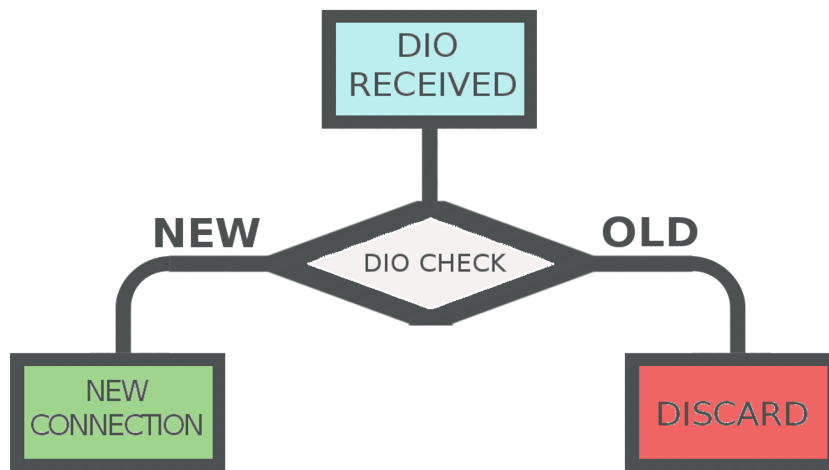 DIO
RECEIVED
NEW
OLD
DIO CHECK
NEW
CONNECTION
DISCARD